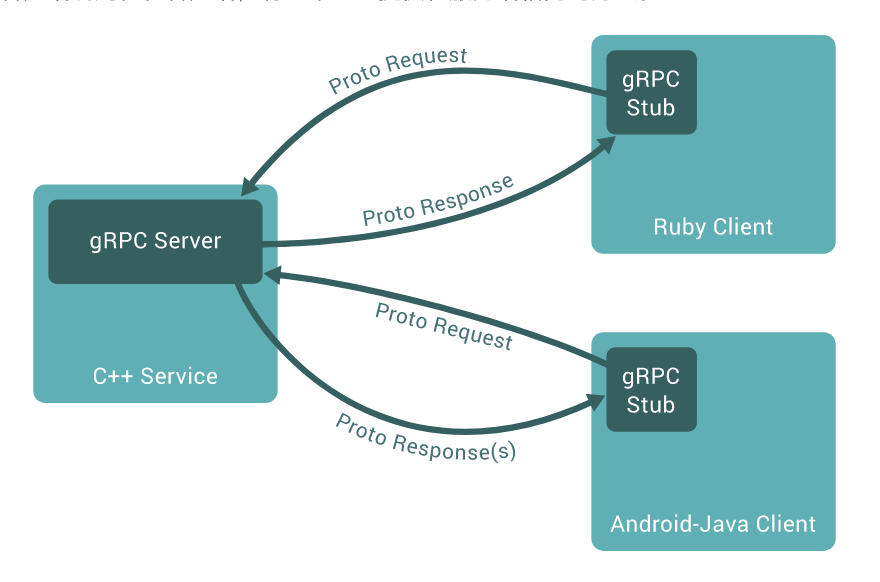 Proto Request
gRPC
Stub
Proto Response
Ruby Client
gRPC Server
C++ Service
Proto Request
gRPC
Stub
Proto Response(s)
Android-Java Client